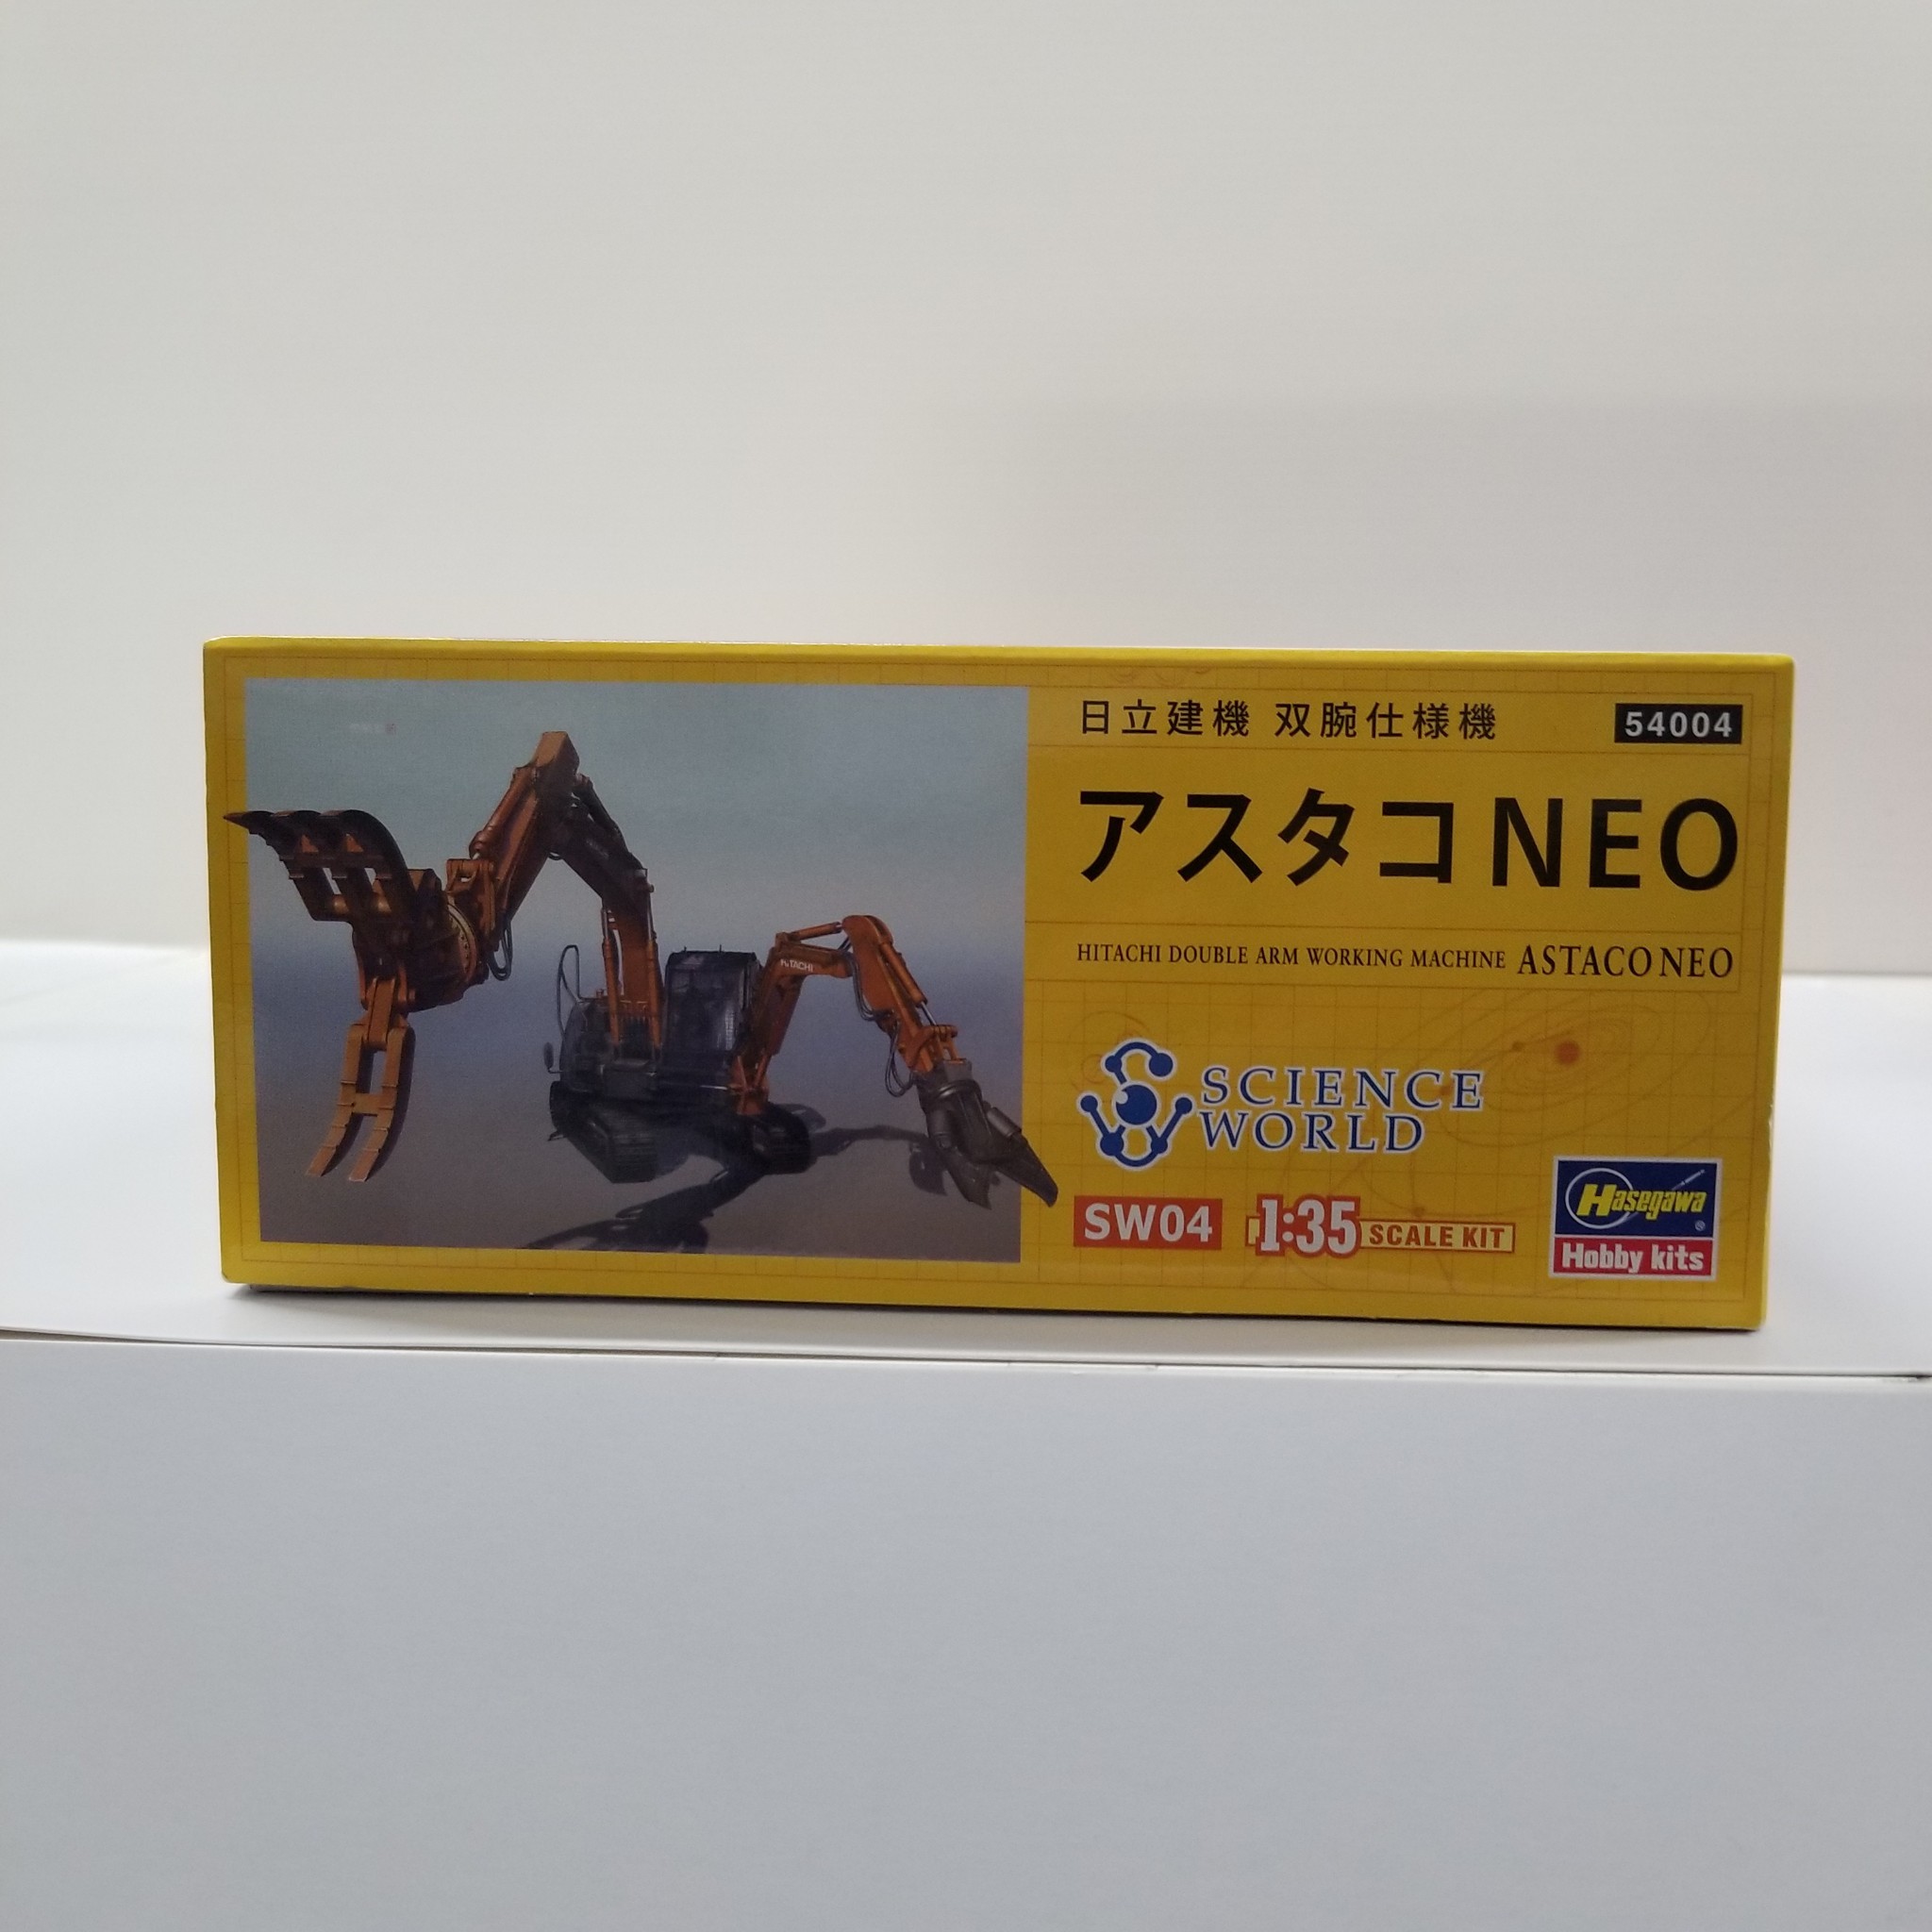 日立建機 双腕仕様機
54004
アスタコNEO
HITACHI DOUBLE ARM WORKING MACHINE ASTACO NEO
HITACHI
SCIENCE
WORLD
SW04
1:35 SCALE KIT
Hasegawa
Hobby kits